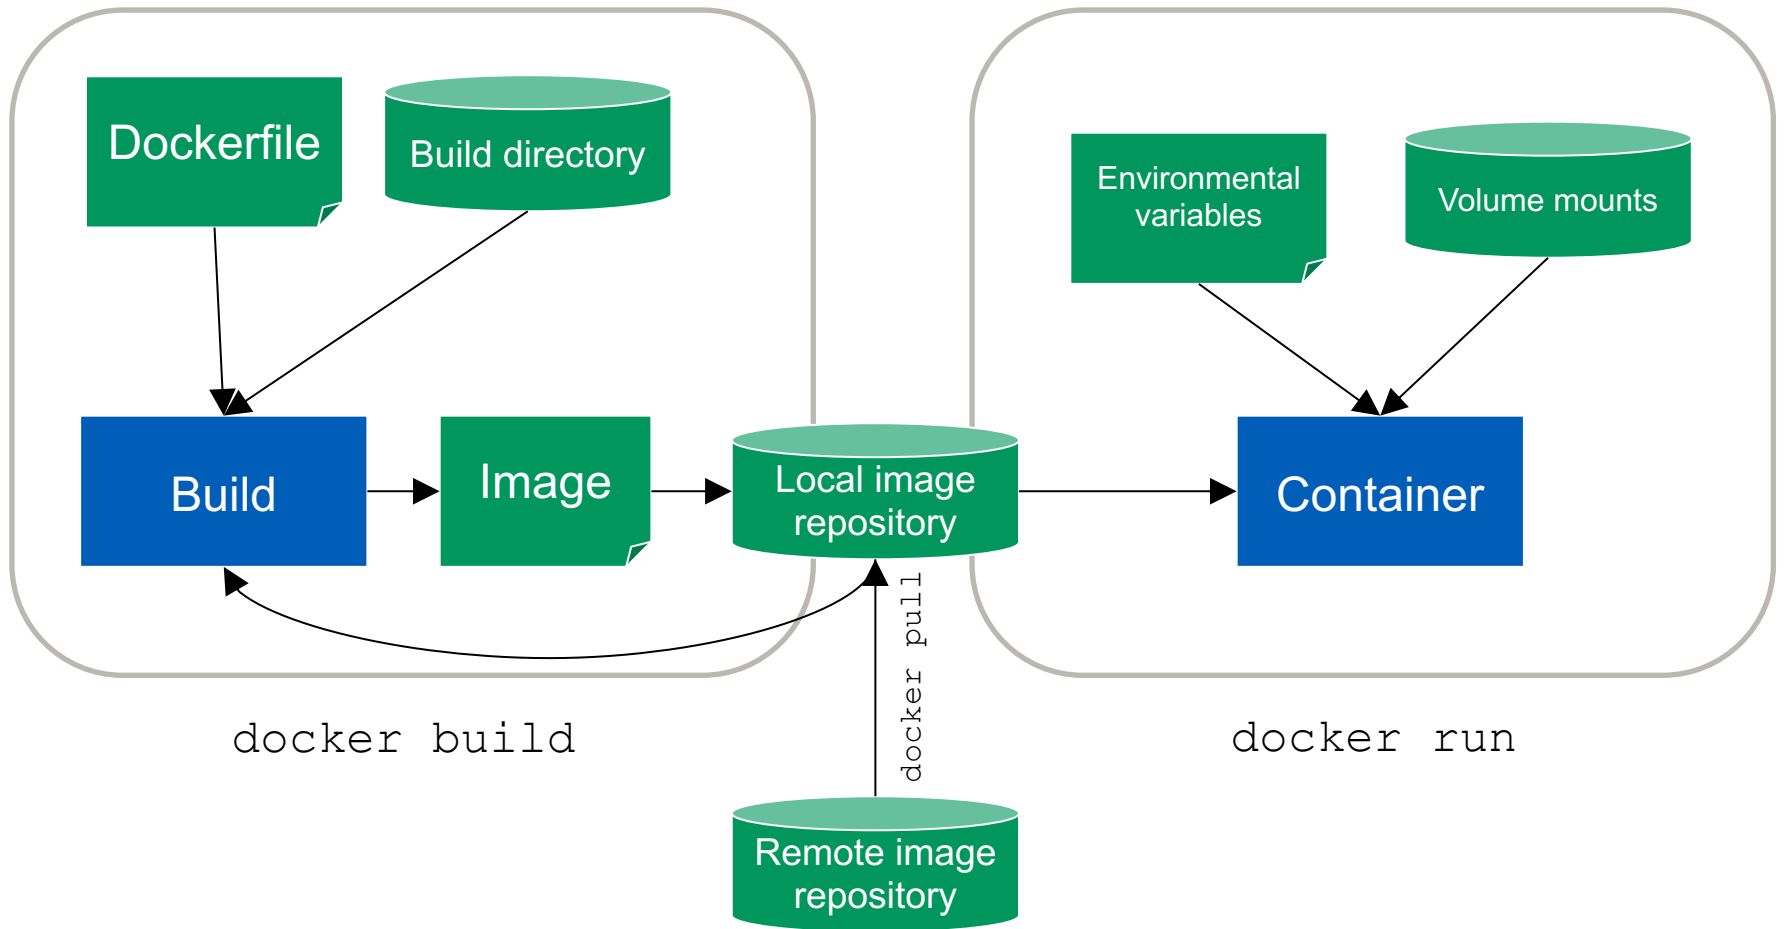 Dockerfile
Build directory
Environmental
variables
Volume mounts
Build
Image
Local image
repository
Container
docker pull
docker build
docker run
Remote image
repository